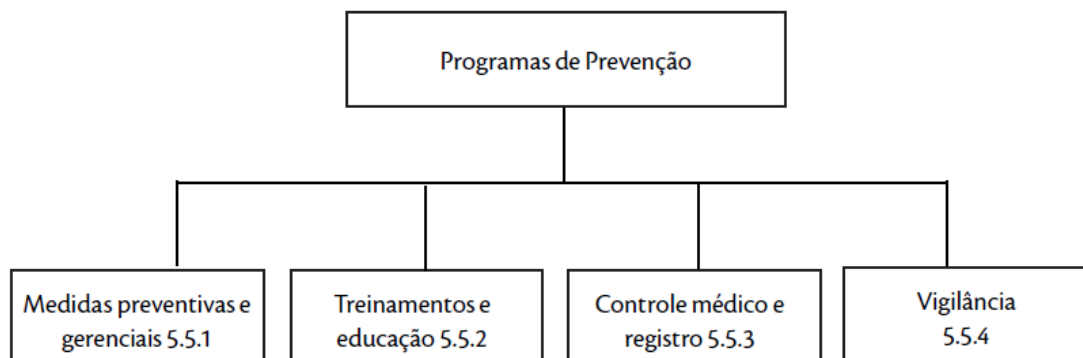 Programas de Prevenção
Medidas preventivas e
gerenciais 5.5.1
Treinamentos e
educação 5.5.2
Controle médico e
registro 5.5.3
Vigilância
5.5.4